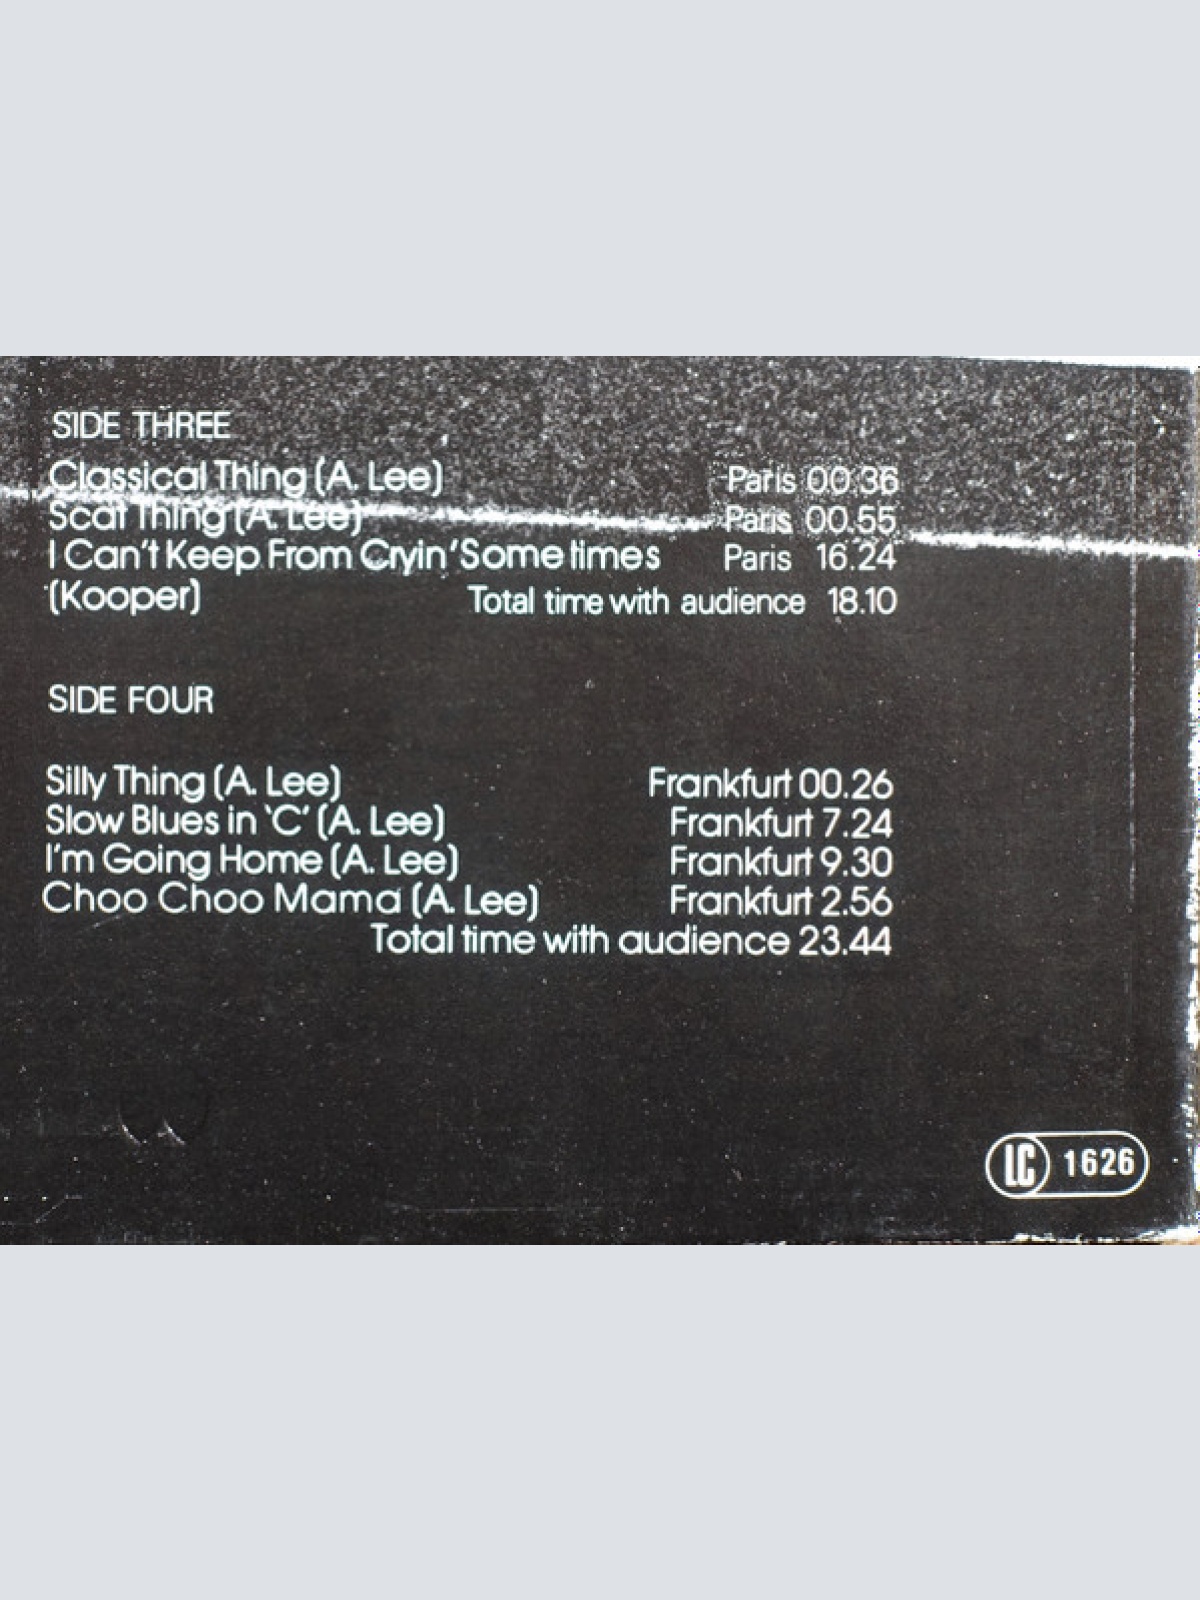 SIDE THREE
Classical Thing (A. Lee) Paris 00.36
Scat Thing (A. Lee) Paris 00.55
I Can't Keep From Cryin' Sometimes Paris 16.24
(Kooper) Total time with audience 18.10
SIDE FOUR
Silly Thing (A. Lee) Frankfurt 00.26
Slow Blues in 'C' (A. Lee) Frankfurt 7.24
I'm Going Home (A. Lee) Frankfurt 9.30
Choo Choo Mama (A. Lee) Frankfurt 2.56
Total time with audience 23.44
LC 1626